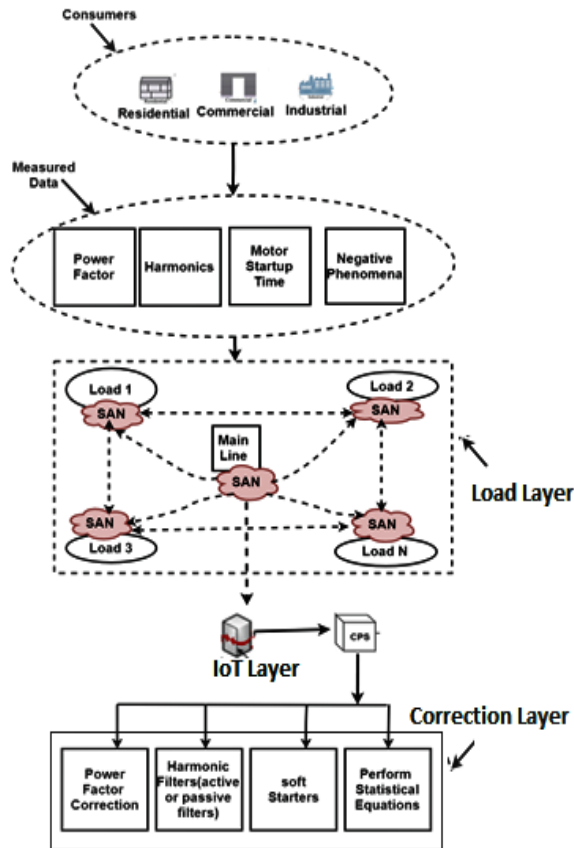 Consumers
Residential Commercial Industrial
Measured
Data
Power
Factor
Harmonics
Motor
Startup
Time
Negative
Phenomena
Load 1
SAN
Load 2
SAN
Main
Line
SAN
Load Layer
SAN
Load 3
SAN
Load N
CPS
IoT Layer
Correction Layer
Power
Factor
Correction
Harmonic
Filters(active
or passive
filters)
soft
Starters
Perform
Statistical
Equations